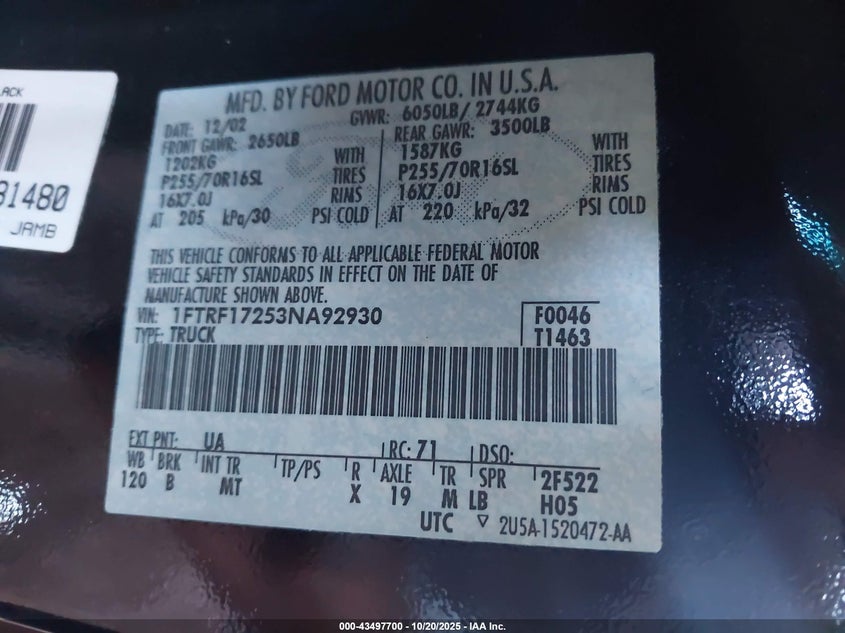 ACK
31480
JAMB
MFD. BY FORD MOTOR CO. IN U.S.A.
DATE: 12/02 GVWR: 6050LB/ 2744KG
FRONT GAWR: 2650LB REAR GAWR: 3500LB
1202KG WITH 1587KG WITH
P255/70R16SL TIRES P255/70R16SL TIRES
16X7.0J RIMS 16X7.0J RIMS
AT 205 kPa/30 PSI COLD AT 220 kPa/32 PSI COLD
THIS VEHICLE CONFORMS TO ALL APPLICABLE FEDERAL MOTOR
VEHICLE SAFETY STANDARDS IN EFFECT ON THE DATE OF
MANUFACTURE SHOWN ABOVE.
VIN: 1FTRF17253NA92930 F0046
TYPE: TRUCK T1463
EXT PNT: UA RC: 71 DSO:
WB BRK INT TR TP/PS R AXLE TR SPR 2F522
120 B MT X 19 M LB H05
UTC ▽ 2U5A-1520472-AA
000-43497700 - 10/20/2025 - IAA Inc.